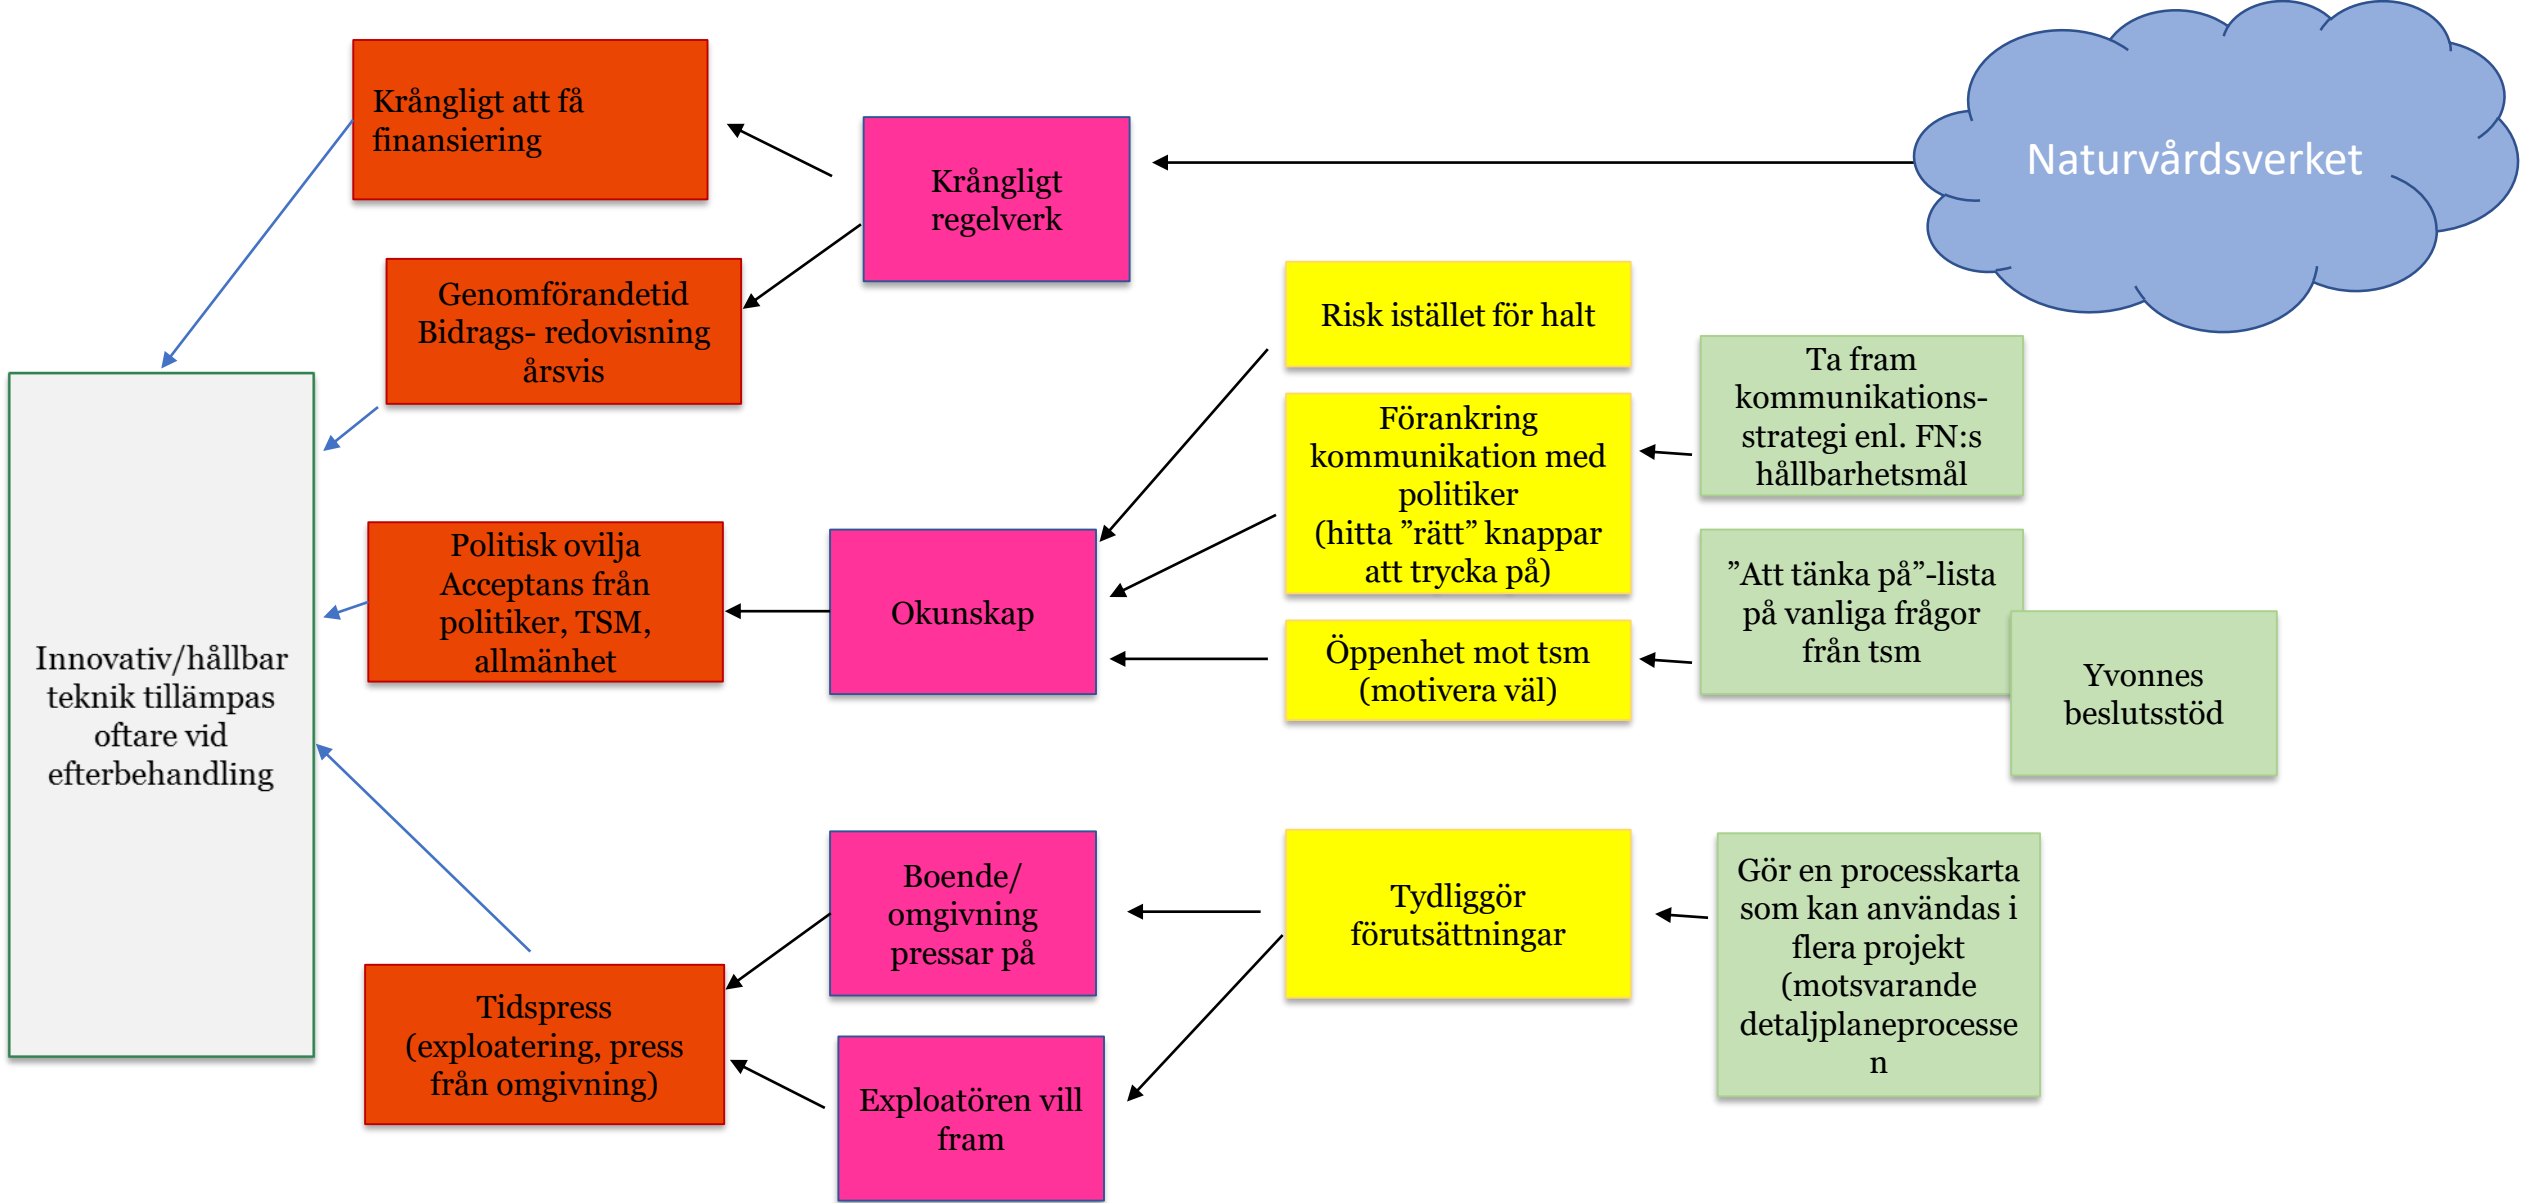 Krångligt att få
finansiering
Krångligt
regelverk
Naturvårdsverket
Genomförandetid
Bidrags- redovisning
årsvis
Risk istället för halt
Ta fram
kommunikations-
strategi enl. FN:s
hållbarhetsmål
Förankring
kommunikation med
politiker
(hitta ”rätt” knappar
att trycka på)
Politisk ovilja
Acceptans från
politiker, TSM,
allmänhet
Okunskap
”Att tänka på”-lista
på vanliga frågor
från tsm
Öppenhet mot tsm
(motivera väl)
Yvonnes
beslutsstöd
Innovativ/hållbar
teknik tillämpas
oftare vid
efterbehandling
Boende/
omgivning
pressar på
Tydliggör
förutsättningar
Gör en processkarta
som kan användas i
flera projekt
(motsvarande
detaljplaneprocesse
n
Tidspress
(exploatering, press
från omgivning)
Exploatören vill
fram